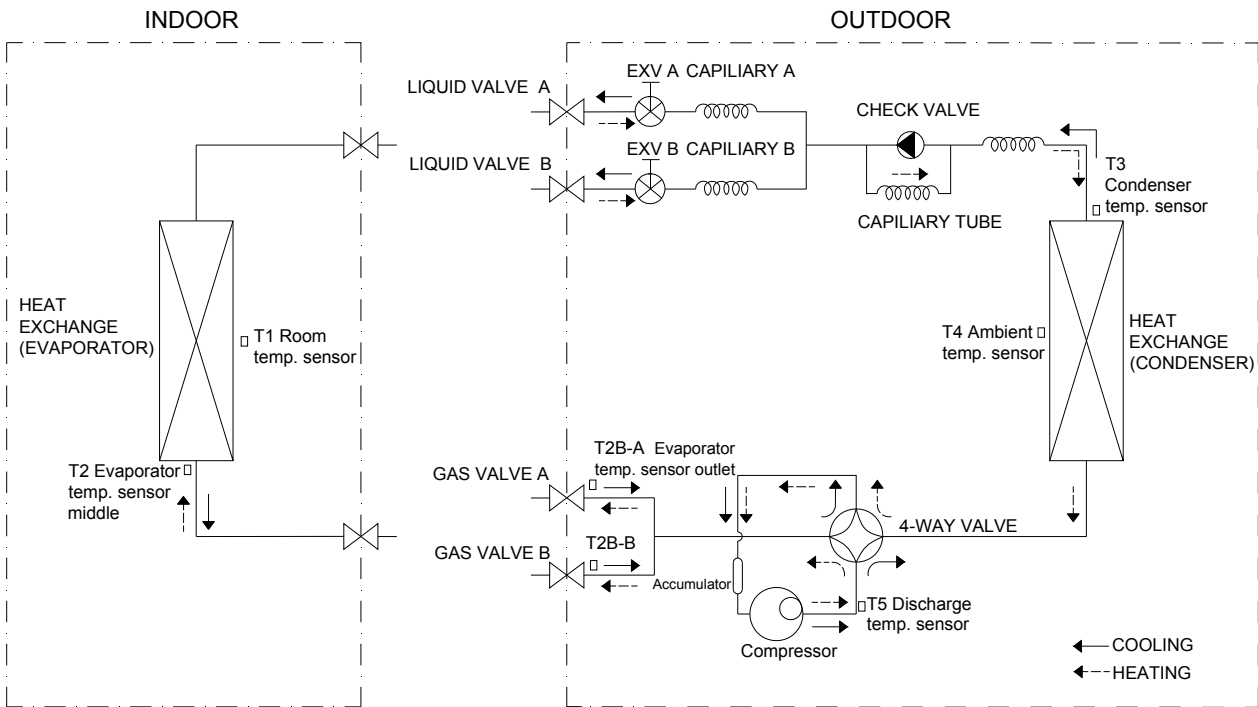 INDOOR
OUTDOOR
LIQUID VALVE A
EXV A CAPILIARY A
LIQUID VALVE B
EXV B CAPILIARY B
CHECK VALVE
CAPILIARY TUBE
T3
Condenser
temp. sensor
HEAT
EXCHANGE
(EVAPORATOR)
T1 Room
temp. sensor
T4 Ambient
temp. sensor
HEAT
EXCHANGE
(CONDENSER)
T2 Evaporator
temp. sensor
middle
GAS VALVE A
T2B-A Evaporator
temp. sensor outlet
GAS VALVE B
T2B-B
4-WAY VALVE
Accumulator
T5 Discharge
temp. sensor
Compressor
COOLING
HEATING